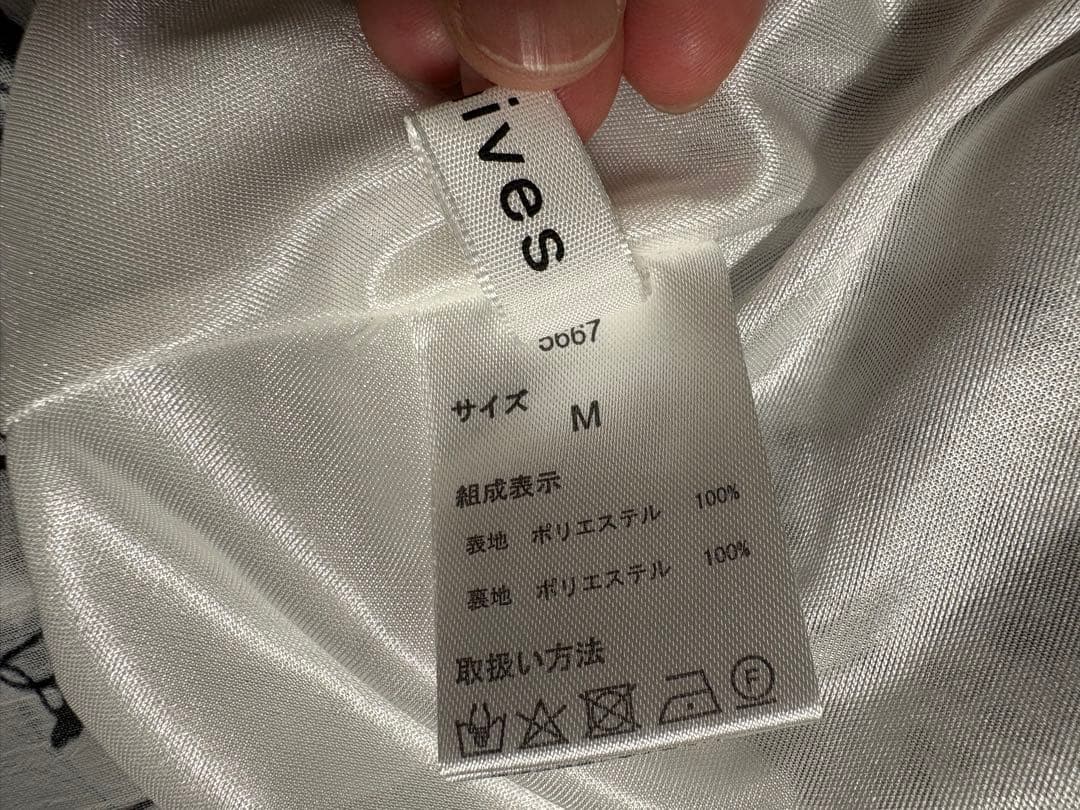 ives
5667
サイズ M
組成表示
表地 ポリエステル 100%
裏地 ポリエステル 100%
取扱い方法
F